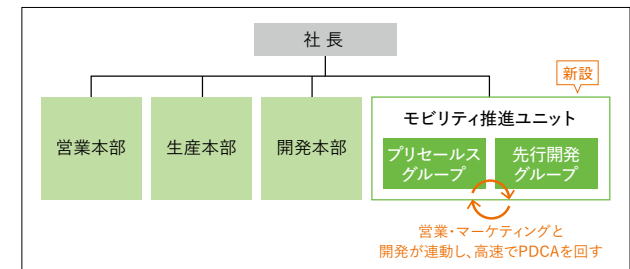 社長
新設
営業本部
生産本部
開発本部
モビリティ推進ユニット
プリセールス
グループ
先行開発
グループ
営業・マーケティングと
開発が連動し、高速でPDCAを回す